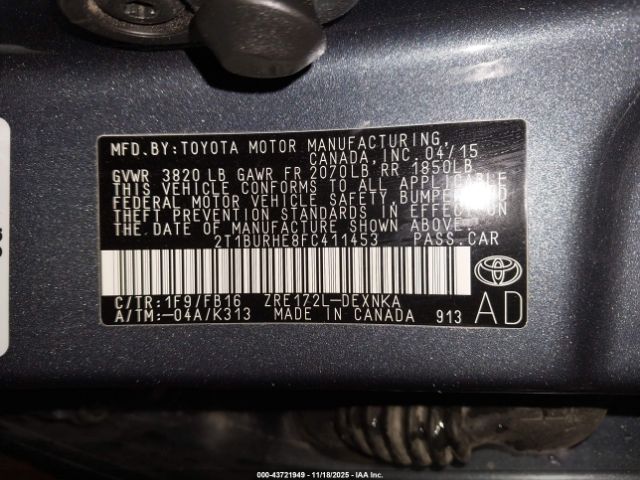 MFD.BY:TOYOTA MOTOR MANUFACTURING,
CANADA, INC. 04/15
GVWR 3820 LB GAWR FR 2070LB RR 1850LB
THIS VEHICLE CONFORMS TO ALL APPLICABLE
FEDERAL MOTOR VEHICLE SAFETY, BUMPER, AND
THEFT PREVENTION STANDARDS IN EFFECT ON
THE DATE OF MANUFACTURE SHOWN ABOVE.
2T1BURHE8FC411453 PASS.CAR
C/TR:1F9/FB16 ZRE172L-DEXNKA
A/TM:-04A/K313 MADE IN CANADA 913
AD
000-43721949 - 11/18/2025 - IAA Inc.